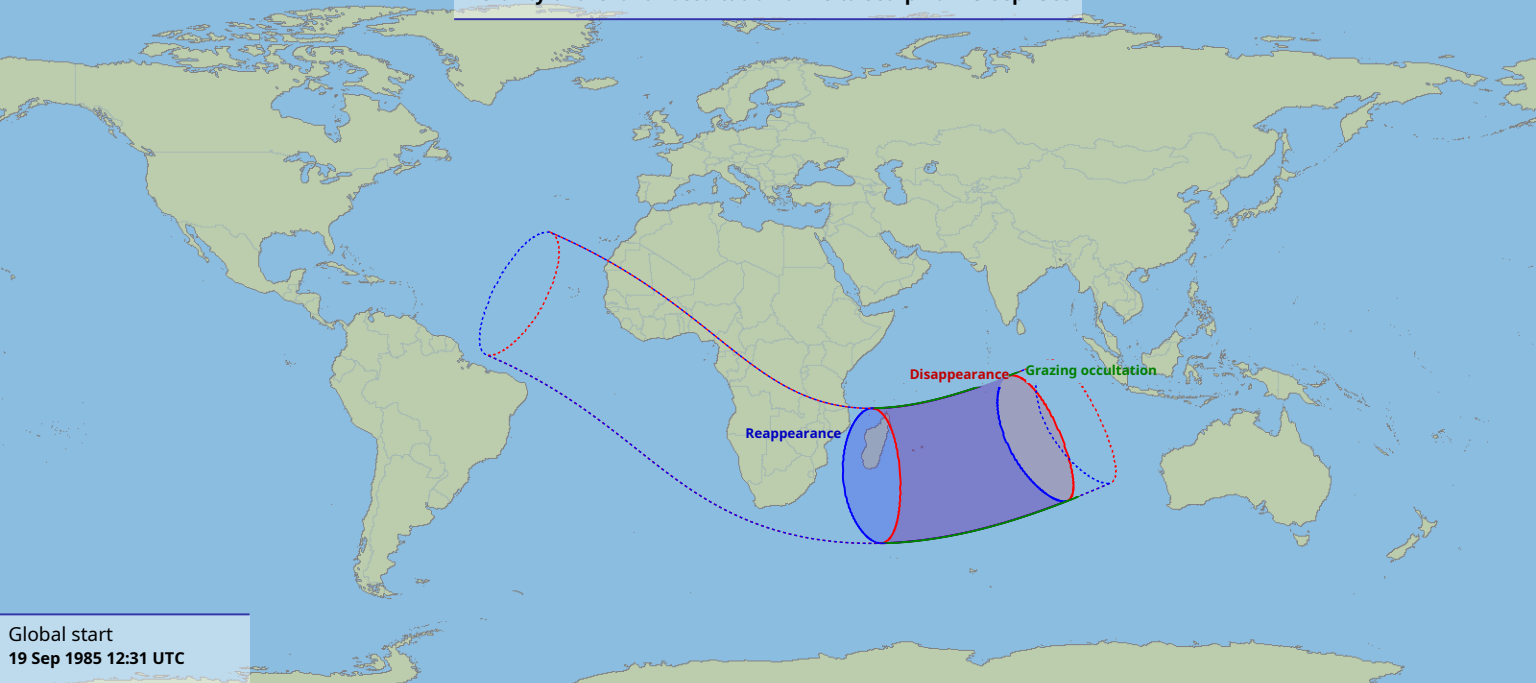 Disappearance
Grazing occultation
Reappearance
Global start
19 Sep 1985 12:31 UTC